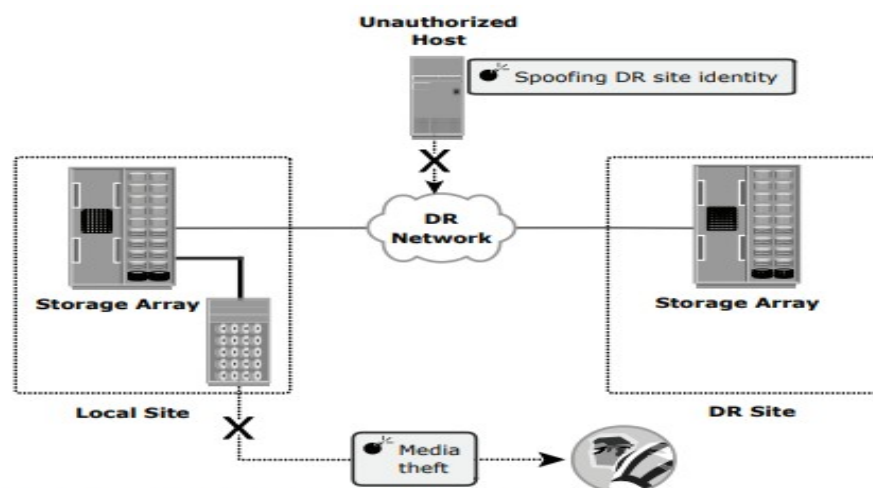 Unauthorized
Host
Spoofing DR site identity
DR
Network
Storage Array
Storage Array
Local Site
DR Site
Media
theft